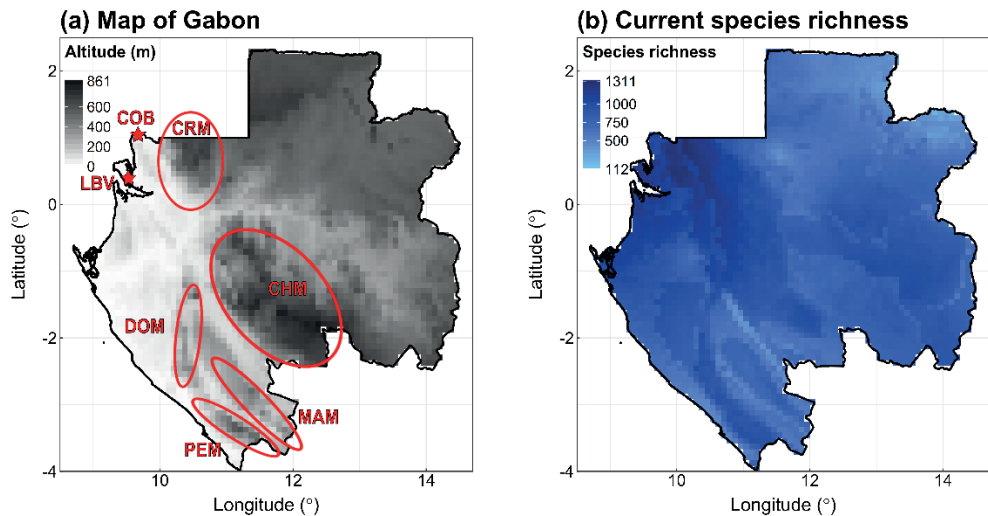 (a) Map of Gabon
Altitude (m)
861
600
400
200
0
COB
CRM
LBV
CHM
DOM
MAM
PEM
2
0
-2
-4
10
12
14
Latitude (°)
Longitude (°)
(b) Current species richness
Species richness
1311
1000
750
500
112
2
0
-2
-4
10
12
14
Latitude (°)
Longitude (°)